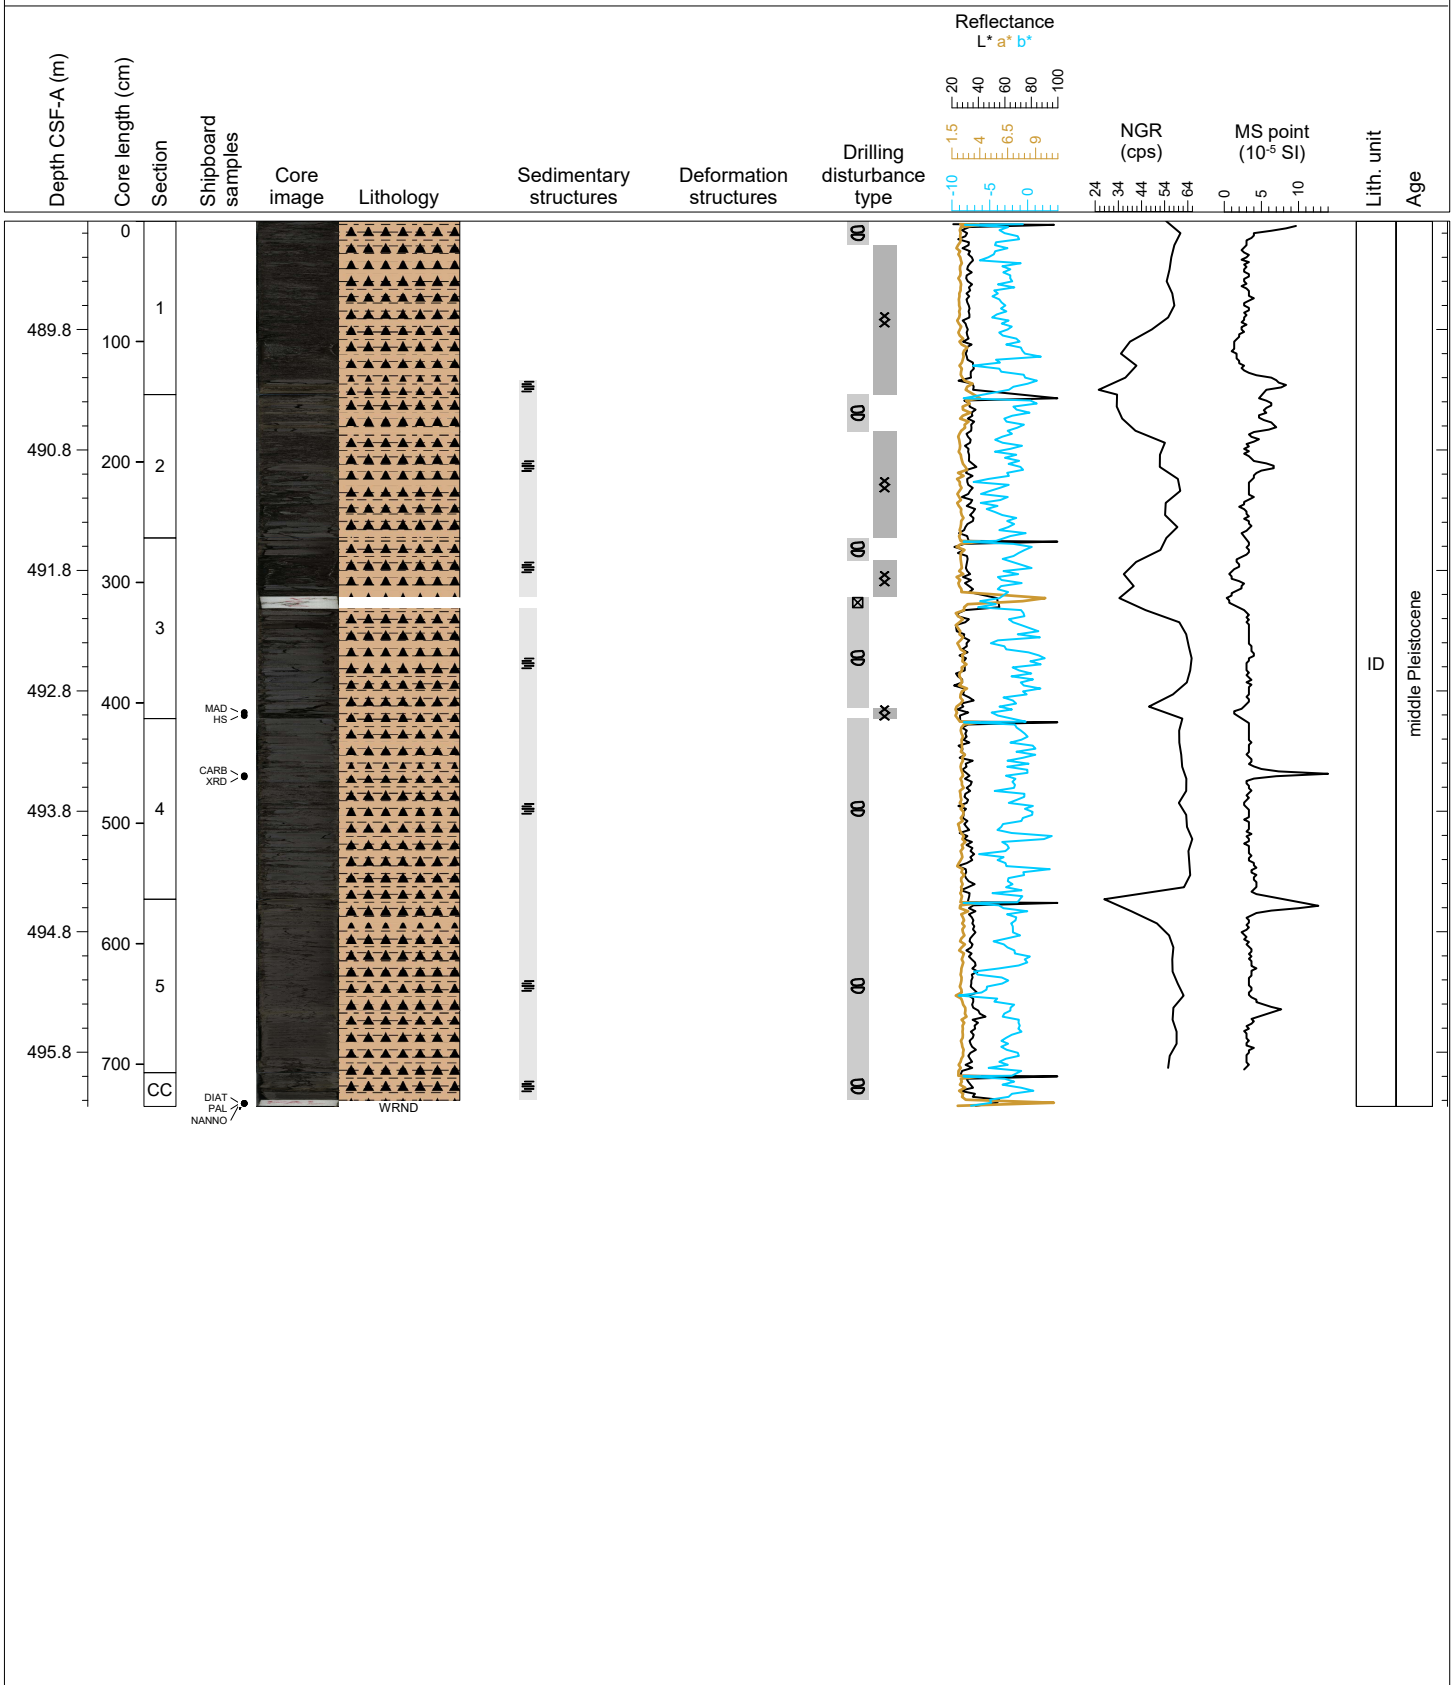 Depth CSF-A (m)
Core length (cm)
Section
Shipboard
samples
Core
image
Lithology
Sedimentary
structures
Deformation
structures
Drilling
disturbance
type
Reflectance
L* a* b*
20 40 60 80 100
1.5 4 6.5 9
-10 -5 0
NGR
(cps)
24 34 44 54 64
MS point
(10-5 SI)
0 5 10
Lith. unit
Age
0
1
489.8
100
490.8
200
2
491.8
300
3
492.8
400
MAD
HS
CARB
XRD
493.8
500
4
494.8
600
5
495.8
700
CC
DIAT
PAL
NANNO
WRND
ID
middle Pleistocene